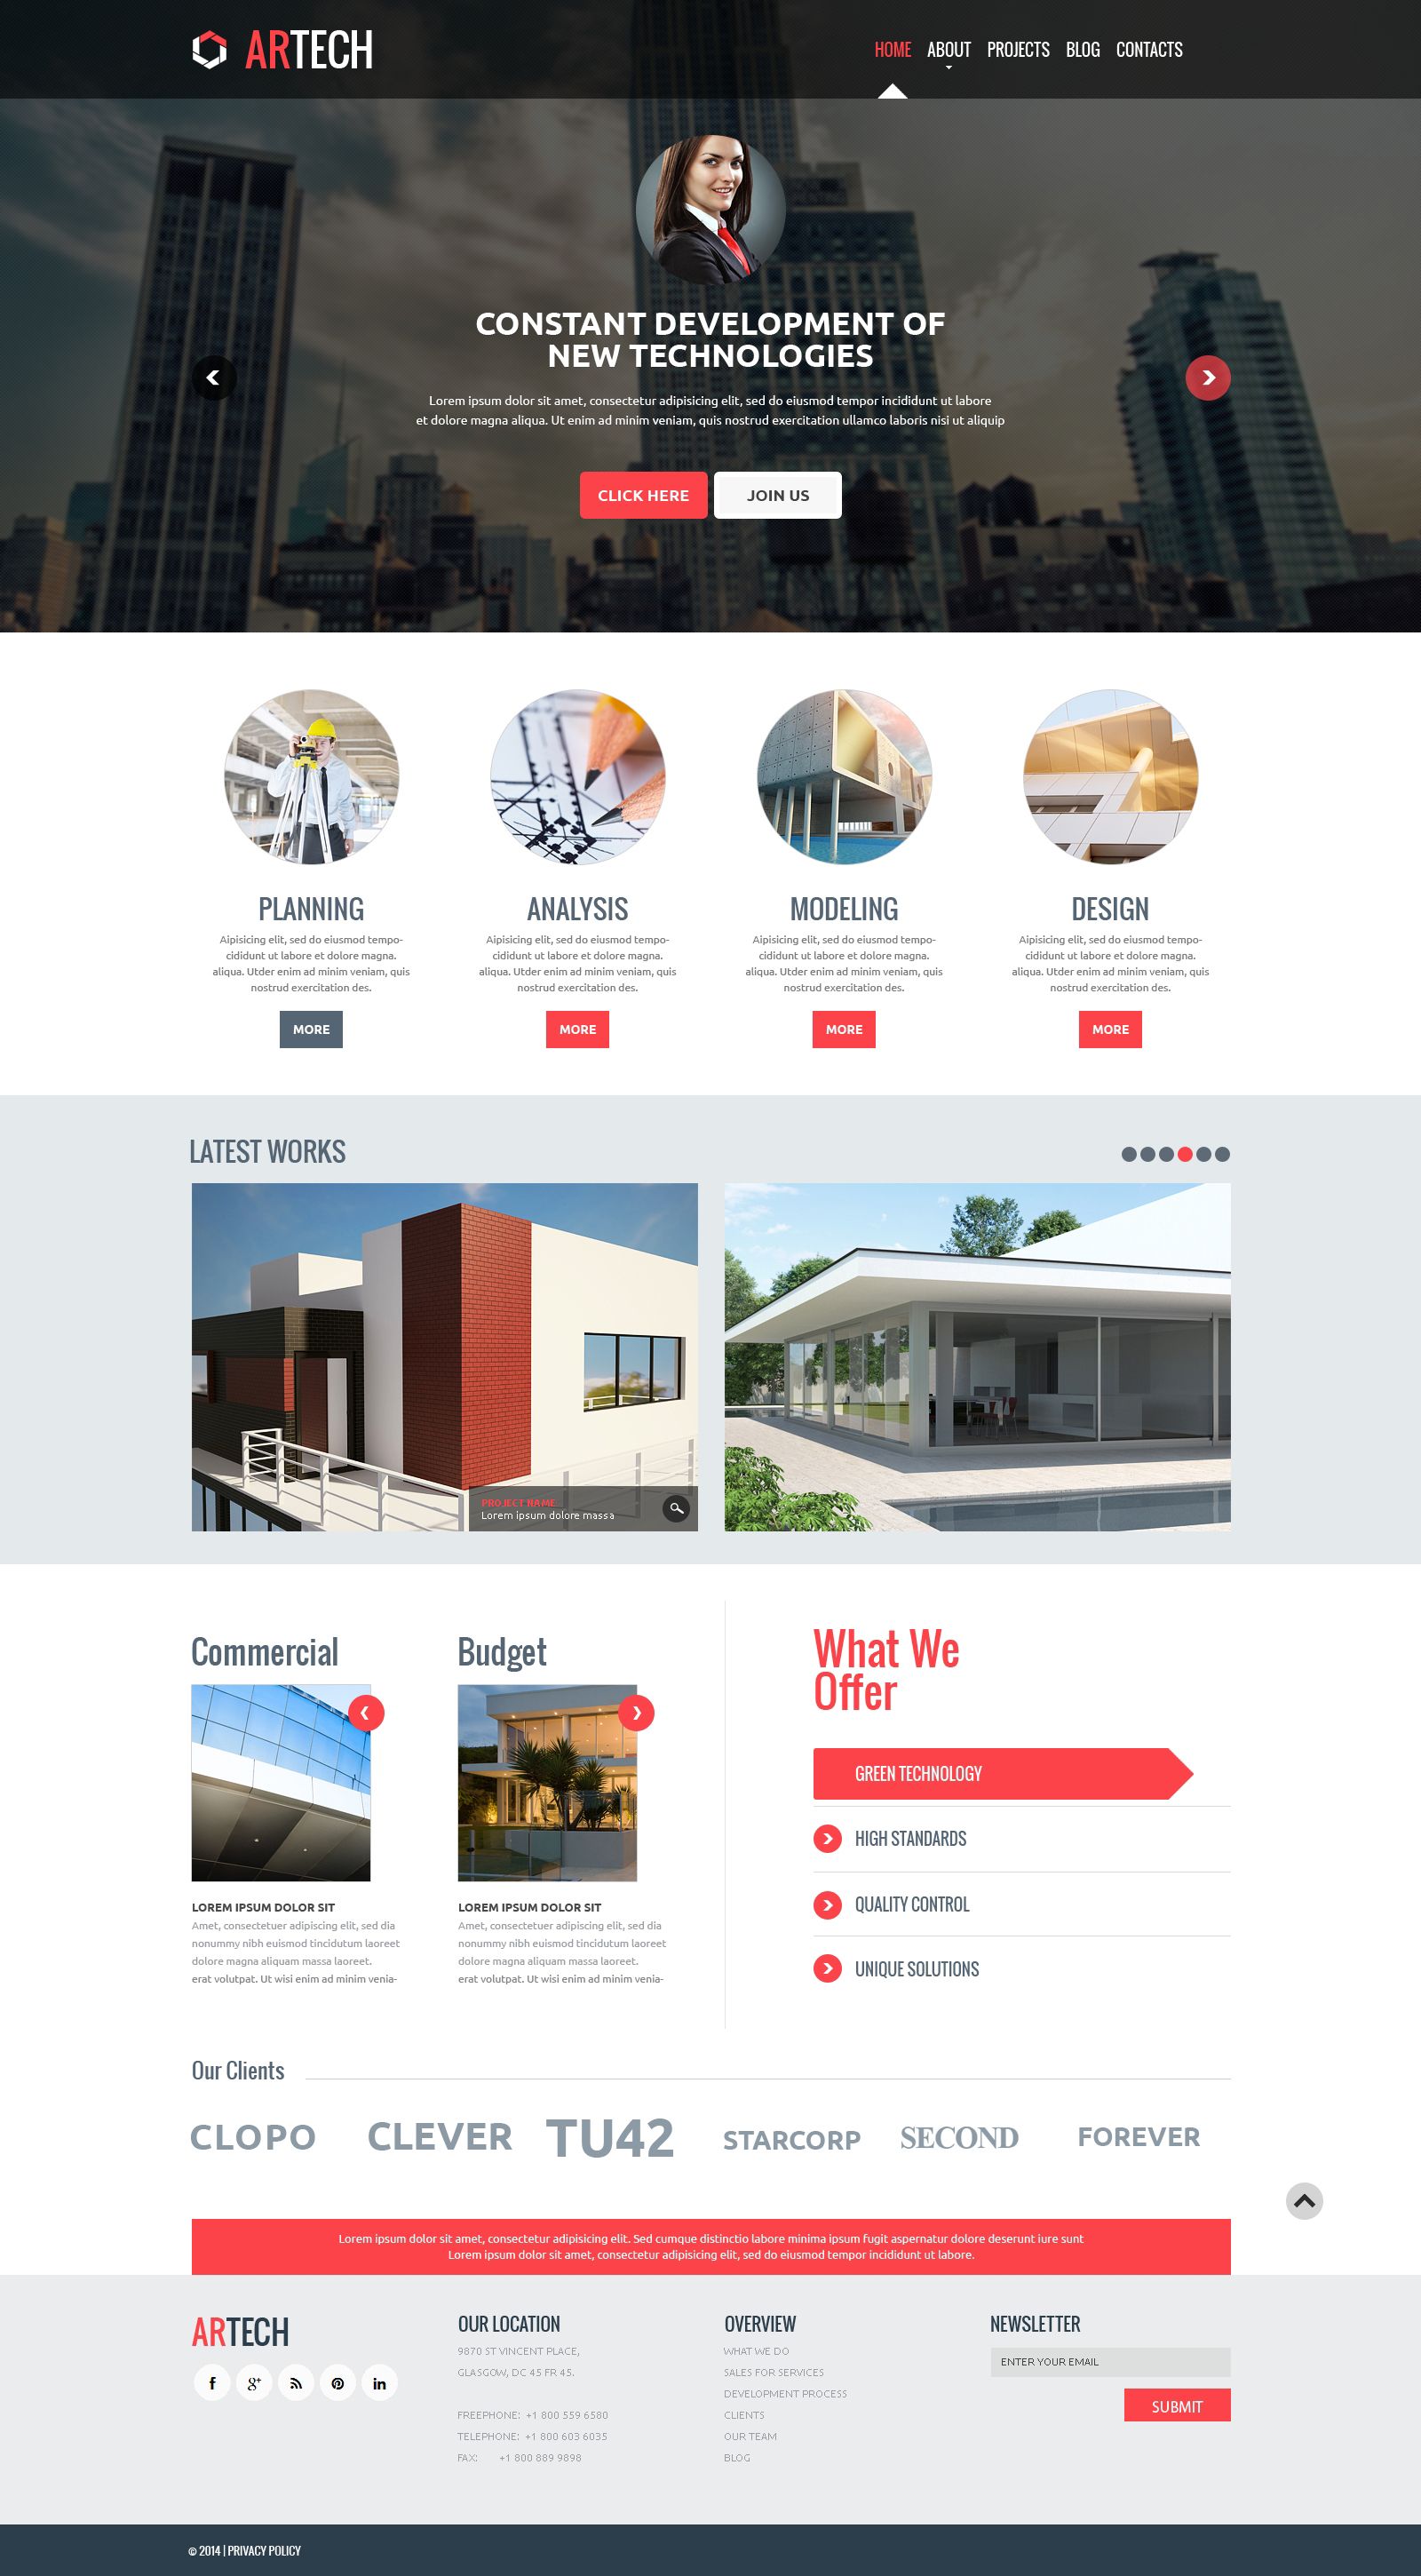 ARTECH
HOME ABOUT PROJECTS BLOG CONTACTS
CONSTANT DEVELOPMENT OF
NEW TECHNOLOGIES
Lorem ipsum dolor sit amet, consectetur adipisicing elit, sed do eiusmod tempor incididunt ut labore
et dolore magna aliqua. Ut enim ad minim veniam, quis nostrud exercitation ullamco laboris nisi ut aliquip
CLICK HERE
JOIN US
PLANNING
Aipisicing elit, sed do eiusmod tempo-
cididunt ut labore et dolore magna.
aliqua. Utder enim ad minim veniam, quis
nostrud exercitation des.
MORE
ANALYSIS
Aipisicing elit, sed do eiusmod tempo-
cididunt ut labore et dolore magna.
aliqua. Utder enim ad minim veniam, quis
nostrud exercitation des.
MORE
MODELING
Aipisicing elit, sed do eiusmod tempo-
cididunt ut labore et dolore magna.
aliqua. Utder enim ad minim veniam, quis
nostrud exercitation des.
MORE
DESIGN
Aipisicing elit, sed do eiusmod tempo-
cididunt ut labore et dolore magna.
aliqua. Utder enim ad minim veniam, quis
nostrud exercitation des.
MORE
LATEST WORKS
PROJECT NAME
Lorem ipsum dolore massa
Commercial
LOREM IPSUM DOLOR SIT
Amet, consectetuer adipiscing elit, sed dia
nonummy nibh euismod tincidutum laoreet
dolore magna aliquam massa laoreet.
erat volutpat. Ut wisi enim ad minim venia-
Budget
LOREM IPSUM DOLOR SIT
Amet, consectetuer adipiscing elit, sed dia
nonummy nibh euismod tincidutum laoreet
dolore magna aliquam massa laoreet.
erat volutpat. Ut wisi enim ad minim venia-
What We
Offer
GREEN TECHNOLOGY
HIGH STANDARDS
QUALITY CONTROL
UNIQUE SOLUTIONS
Our Clients
CLOPO CLEVER TU42 STARCORP SECOND FOREVER
Lorem ipsum dolor sit amet, consectetur adipisicing elit. Sed cumque distinctio labore minima ipsum fugit aspernatur dolore deserunt iure sunt
Lorem ipsum dolor sit amet, consectetur adipisicing elit, sed do eiusmod tempor incididunt ut labore.
ARTECH
f g+ in
OUR LOCATION
9870 ST VINCENT PLACE,
GLASGOW, DC 45 FR 45.
FREEPHONE: +1 800 559 6580
TELEPHONE: +1 800 603 6035
FAX: +1 800 889 9898
OVERVIEW
WHAT WE DO
SALES FOR SERVICES
DEVELOPMENT PROCESS
CLIENTS
OUR TEAM
BLOG
NEWSLETTER
ENTER YOUR EMAIL
SUBMIT
© 2014 | PRIVACY POLICY